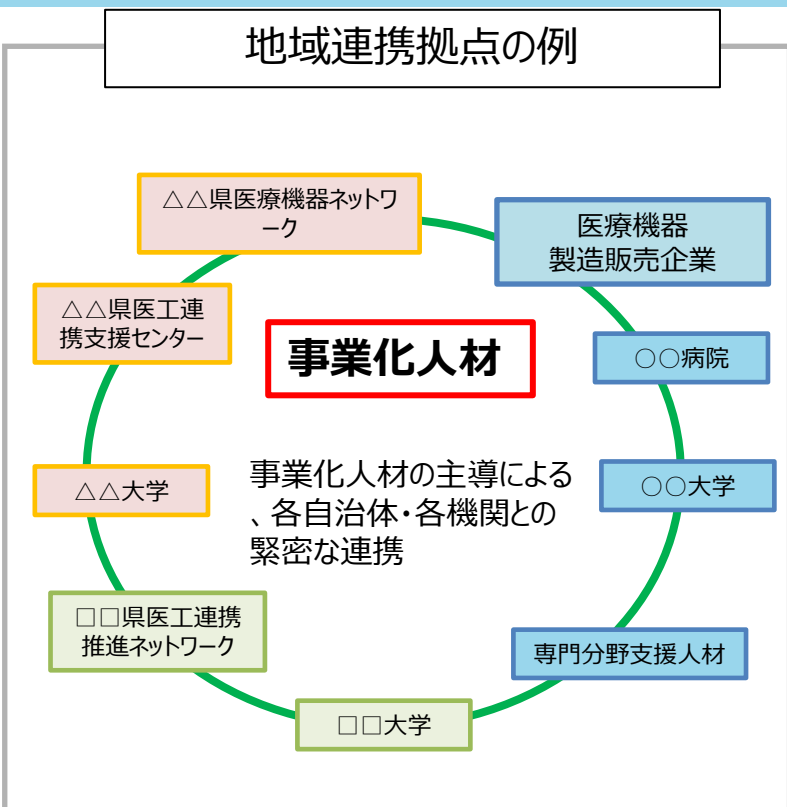 地域連携拠点の例
△△県医療機器ネットワ
ーク
医療機器
製造販売企業
△△県医工連
携支援センター
事業化人材
○○病院
△△大学
事業化人材の主導による
、各自治体・各機関との
緊密な連携
○○大学
□□県医工連携
推進ネットワーク
専門分野支援人材
□□大学